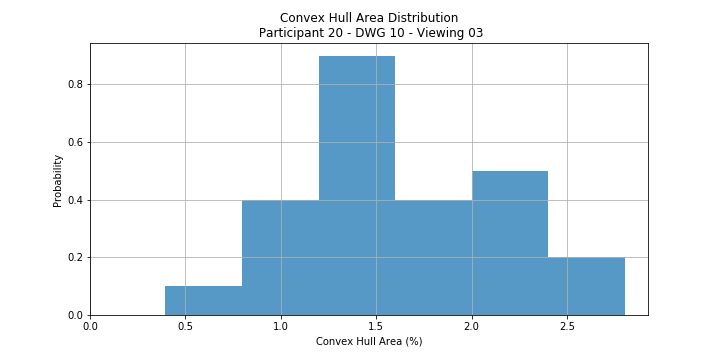 Convex Hull Area Distribution
Participant 20 - DWG 10 - Viewing 03
Probability
0.8
0.6
0.4
0.2
0.0
0.0 0.5 1.0 1.5 2.0 2.5
Convex Hull Area (%)